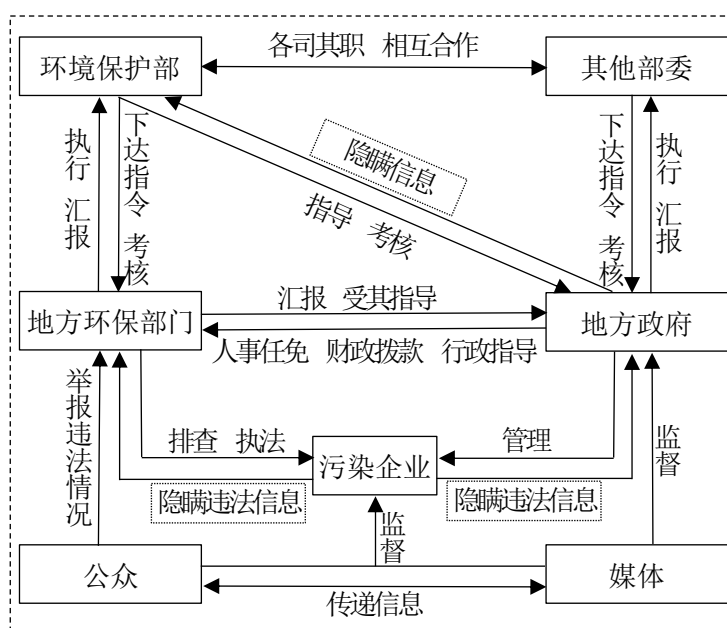 各司其职 相互合作
环境保护部
其他部委
执行 汇报
下达指令 考核
隐瞒信息
指导 考核
下达指令 考核
执行 汇报
地方环保部门
汇报 受其指导
人事任免 财政拨款 行政指导
地方政府
举报违法情况
排查 执法
污染企业
管理
监督
隐瞒违法信息
隐瞒违法信息
监督
公众
传递信息
媒体